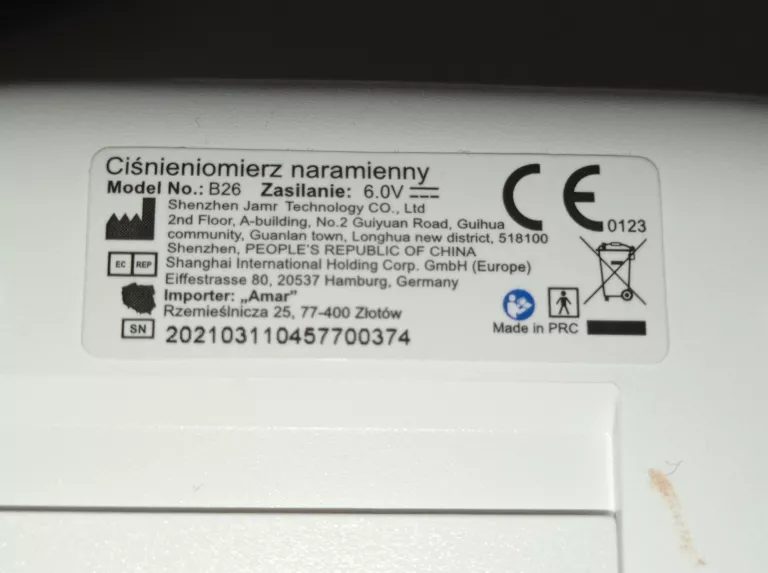 Ciśnieniomierz naramienny
Model No.: B26 Zasilanie: 6.0V
Shenzhen Jamr Technology CO., Ltd
2nd Floor, A-building, No.2 Guiyuan Road, Guihua
community, Guanlan town, Longhua new district, 518100
Shenzhen, PEOPLE'S REPUBLIC OF CHINA
EC REP
Shanghai International Holding Corp. GmbH (Europe)
Eiffestrasse 80, 20537 Hamburg, Germany
Importer: „Amar”
Rzemieślnicza 25, 77-400 Złotów
SN 202103110457700374
CE 0123
Made in PRC